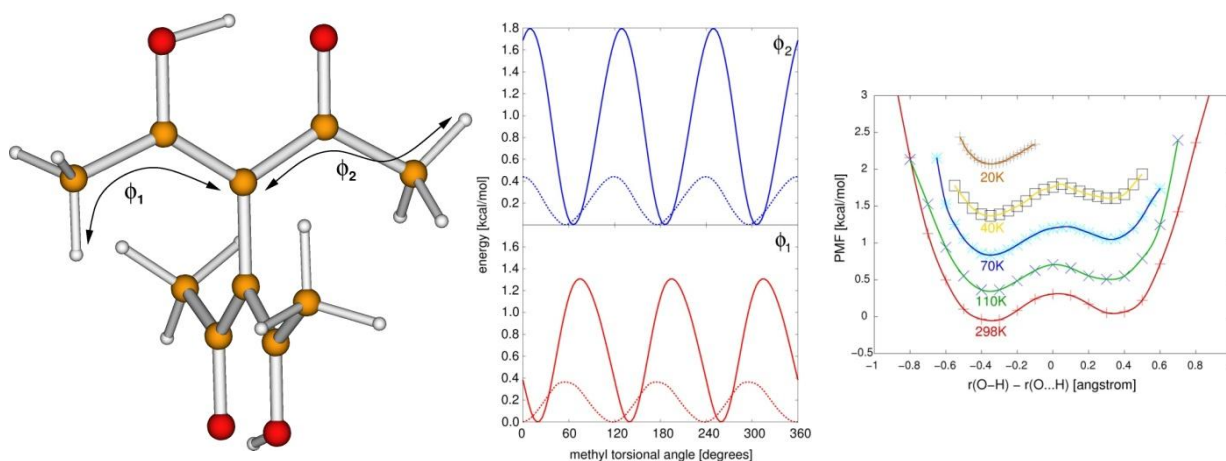 ϕ1
ϕ2
energy [kcal/mol]
1.8
1.6
1.4
1.2
1.0
0.8
0.6
0.4
0.2
ϕ2
1.6
1.4
1.2
1.0
0.8
0.6
0.4
0.2
0.0
ϕ1
0 60 120 180 240 300 360
methyl torsional angle [degrees]
PMF [kcal/mol]
3
2.5
2
1.5
1
0.5
0
−0.5
20K
40K
70K
110K
298K
−1 −0.8 −0.6 −0.4 −0.2 0 0.2 0.4 0.6 0.8
r(O−H) − r(O...H) [angstrom]